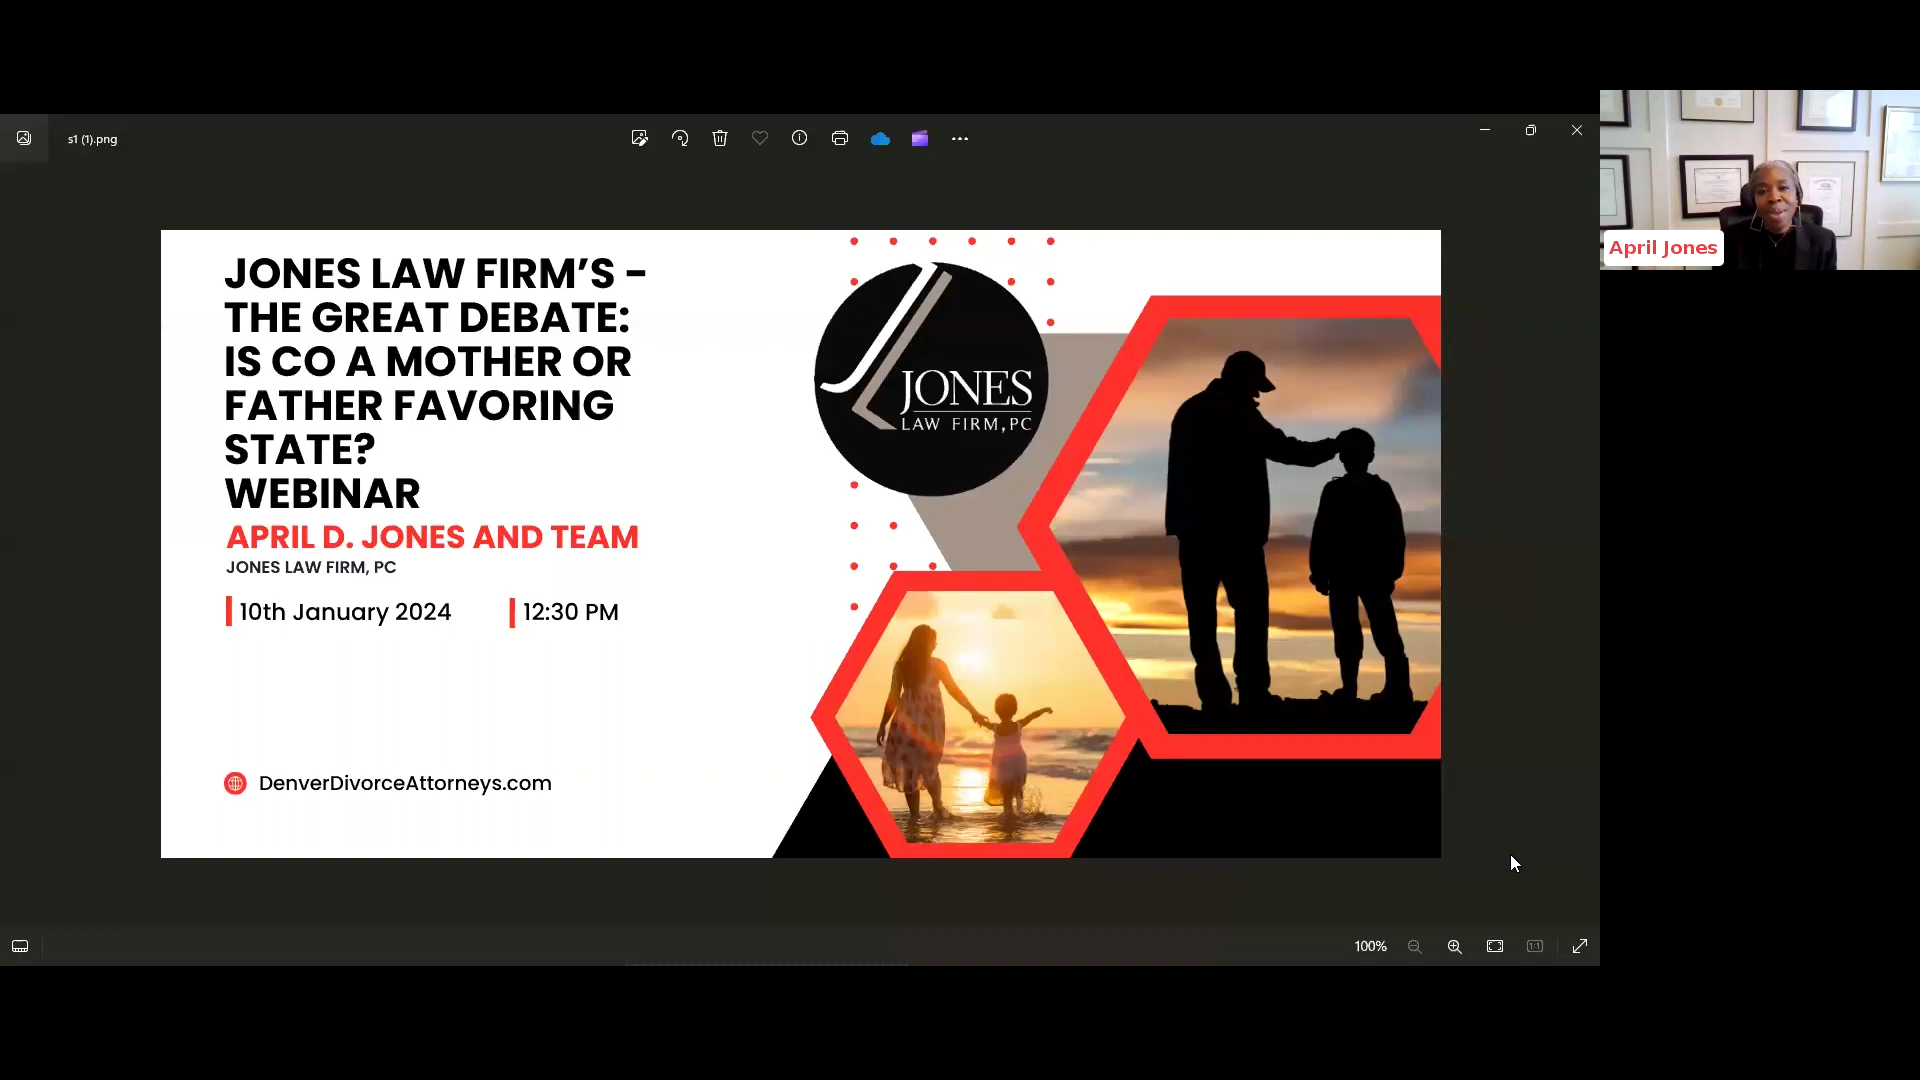 s1 (1).png
JONES LAW FIRM’S –
THE GREAT DEBATE:
IS CO A MOTHER OR
FATHER FAVORING
STATE?
WEBINAR
APRIL D. JONES AND TEAM
JONES LAW FIRM, PC
10th January 2024
12:30 PM
DenverDivorceAttorneys.com
JONES
LAW FIRM, PC
April Jones
100%
1:1